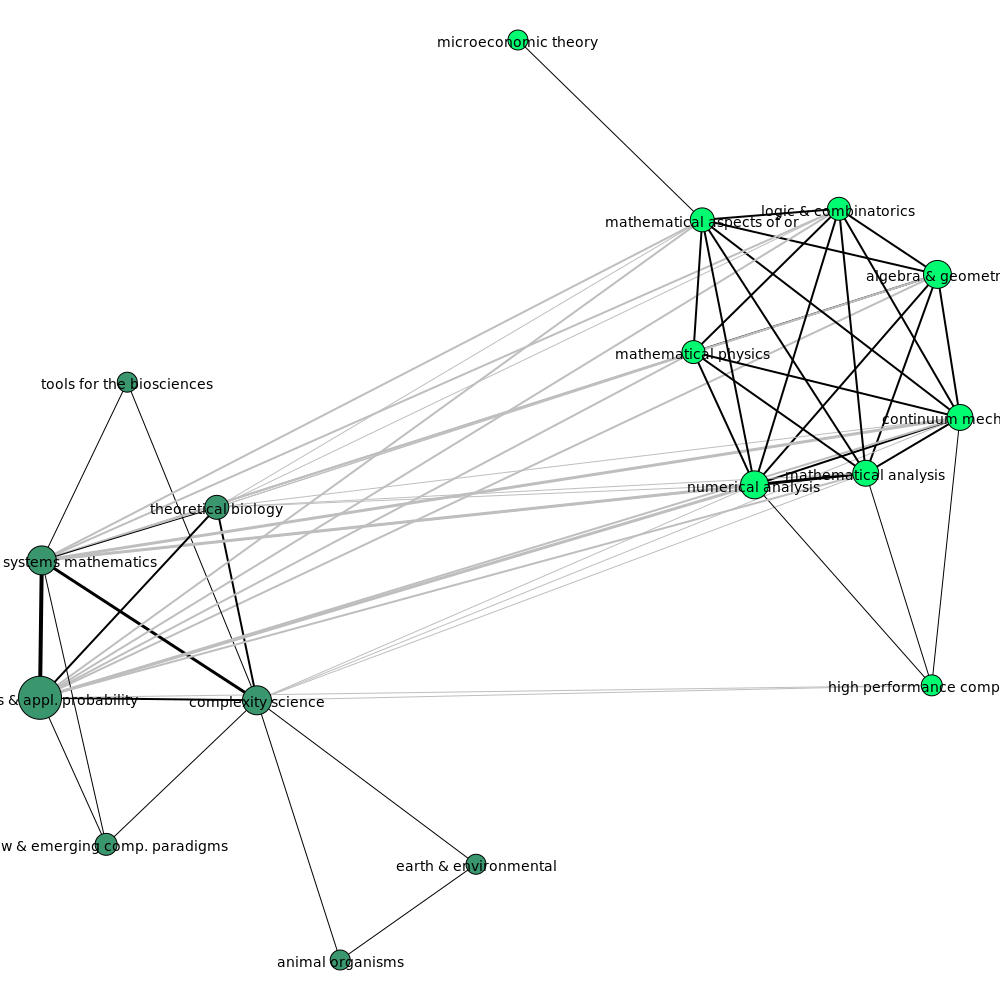 microeconomic theory
logic & combinatorics
mathematical aspects of or
algebra & geometr
mathematical physics
tools for the biosciences
continuum mech
mathematical analysis
numerical analysis
theoretical biology
systems mathematics
high performance comp
s & appl. probability
complexity science
w & emerging comp. paradigms
earth & environmental
animal organisms